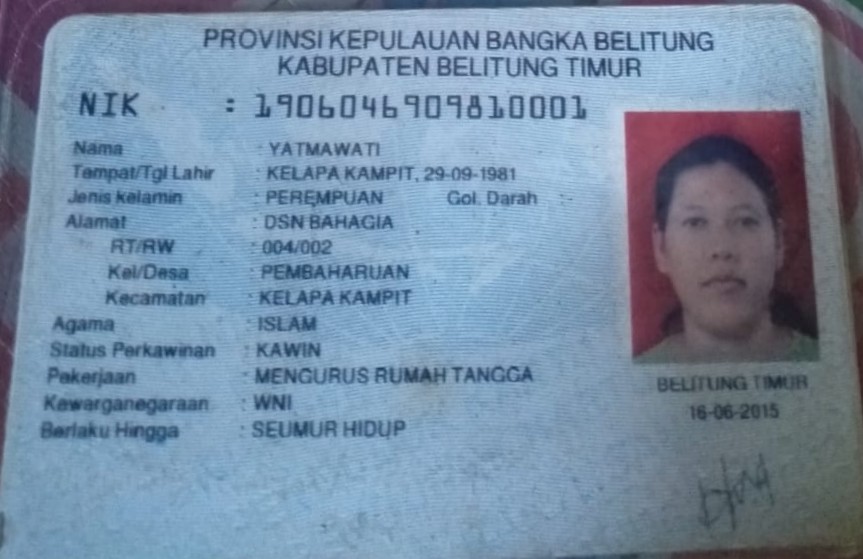 PROVINSI KEPULAUAN BANGKA BELITUNG
KABUPATEN BELITUNG TIMUR
NIK : 1906046909810001
Nama : YATMAWATI
Tempat/Tgl Lahir : KELAPA KAMPIT, 29-09-1981
Jenis kelamin : PEREMPUAN Gol. Darah : -
Alamat : DSN BAHAGIA
RT/RW : 004/002
Kel/Desa : PEMBAHARUAN
Kecamatan : KELAPA KAMPIT
Agama : ISLAM
Status Perkawinan : KAWIN
Pekerjaan : MENGURUS RUMAH TANGGA
Kewarganegaraan : WNI
Berlaku Hingga : SEUMUR HIDUP
BELITUNG TIMUR
16-06-2015